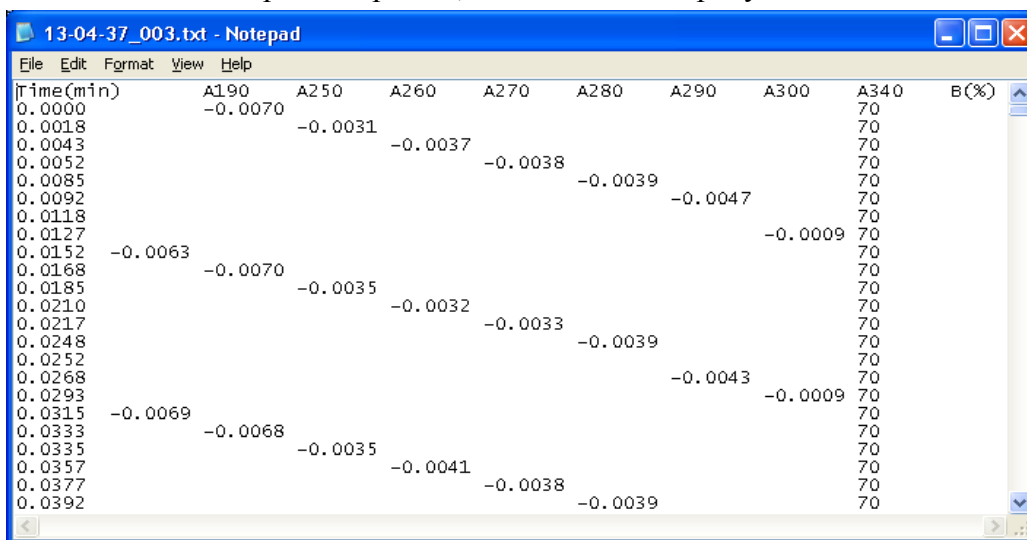 13-04-37_003.txt - Notepad
File Edit Format View Help
Time(min) A190 A250 A260 A270 A280 A290 A300 A340 B(%)
0.0000 -0.0070 70
0.0018 -0.0031 70
0.0043 -0.0037 70
0.0052 -0.0038 70
0.0085 -0.0039 70
0.0092 -0.0047 70
0.0118 70
0.0127 -0.0009 70
0.0152 -0.0063 70
0.0168 -0.0070 70
0.0185 -0.0035 70
0.0210 -0.0032 70
0.0217 -0.0033 70
0.0248 -0.0039 70
0.0252 70
0.0268 -0.0043 70
0.0293 -0.0009 70
0.0315 -0.0069 70
0.0333 -0.0068 70
0.0335 -0.0035 70
0.0357 -0.0041 70
0.0377 -0.0038 70
0.0392 -0.0039 70